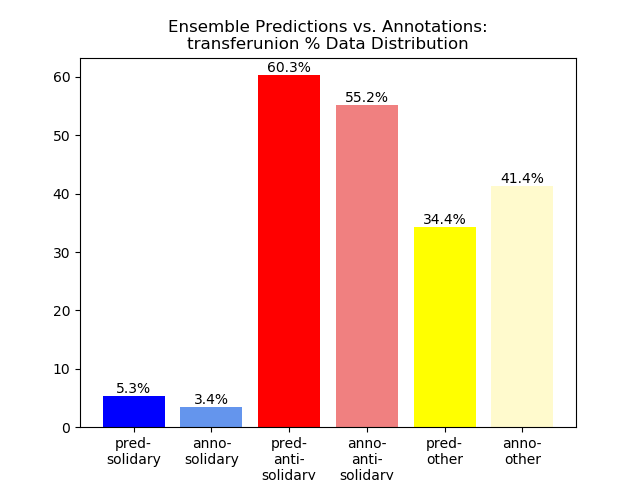 Ensemble Predictions vs. Annotations:
transferunion % Data Distribution
60.3%
55.2%
41.4%
34.4%
5.3%
3.4%
60
50
40
30
20
10
0
pred-
solidary
anno-
solidary
pred-
anti-
solidary
anno-
anti-
solidary
pred-
other
anno-
other